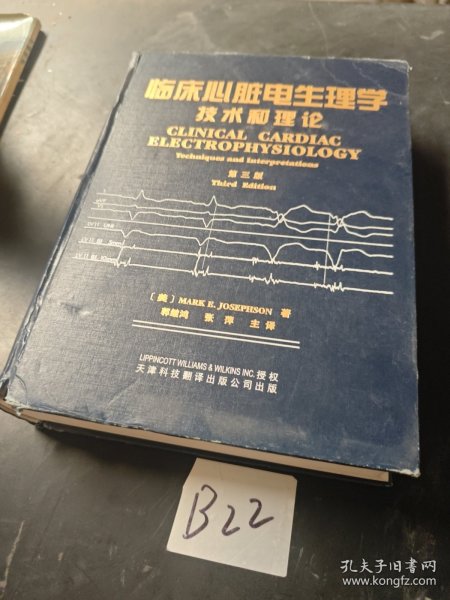 临床心脏电生理学
技术和理论
CLINICAL CARDIAC
ELECTROPHYSIOLOGY
Techniques and Interpretations
第三版
Third Edition
〔美〕MARK E. JOSEPHSON 著
郭继鸿 张萍 主译
LIPPINCOTT WILLIAMS & WILKINS INC. 授权
天津科技翻译出版公司出版
B22
孔夫子旧书网
www.kongfz.com